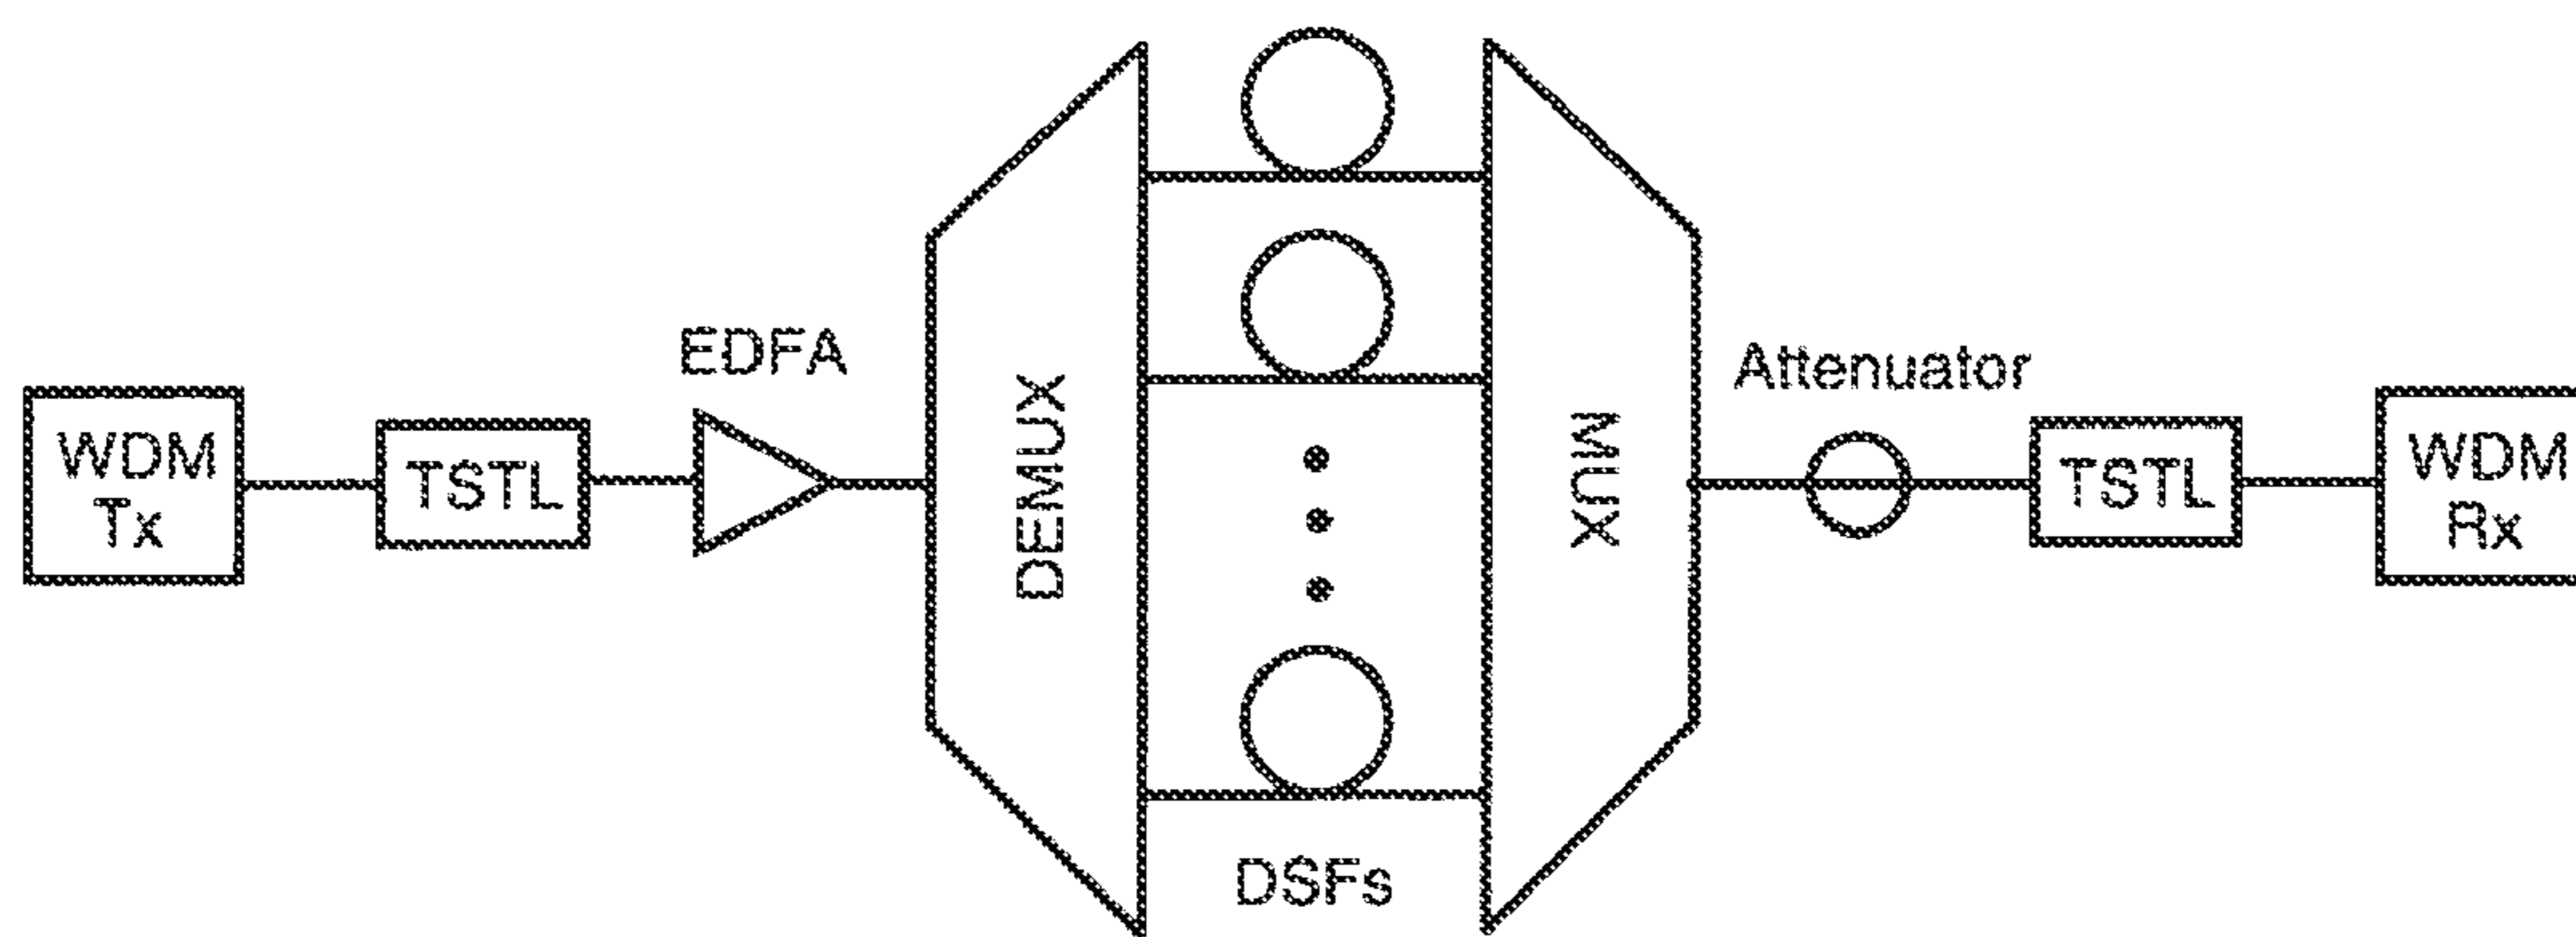 WDM
Tx
TSTL
EDFA
DEMUX
DSFs
MUX
Attenuator
TSTL
WDM
Rx